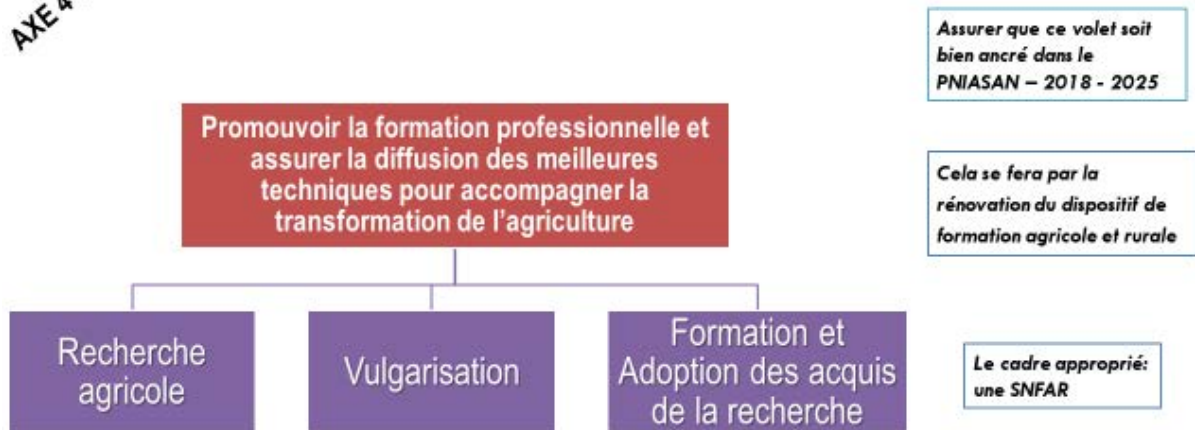 AXE 4
Promouvoir la formation professionnelle et
assurer la diffusion des meilleures
techniques pour accompagner la
transformation de l'agriculture
Recherche
agricole
Vulgarisation
Formation et
Adoption des acquis
de la recherche
Assurer que ce volet soit
bien ancré dans le
PNIASAN – 2018 - 2025
Cela se fera par la
rénovation du dispositif de
formation agricole et rurale
Le cadre approprié:
une SNFAR